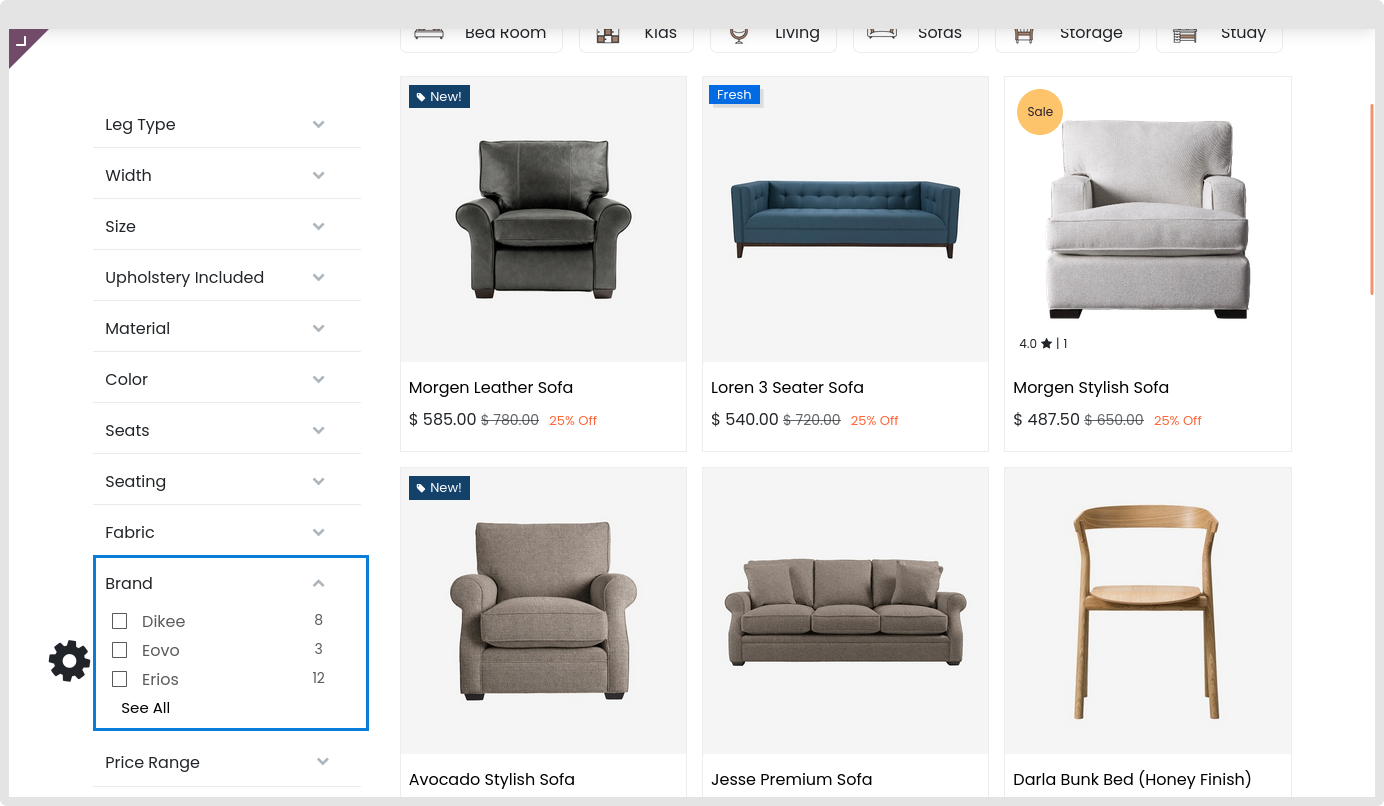 Bed Room
Kids
Living
Sofas
Storage
Study
Leg Type
Width
Size
Upholstery Included
Material
Color
Seats
Seating
Fabric
Brand
Dikee 8
Eovo 3
Erios 12
See All
Price Range
New!
Morgen Leather Sofa
$ 585.00 $ 780.00 25% Off
Fresh
Loren 3 Seater Sofa
$ 540.00 $ 720.00 25% Off
Sale
4.0 ★ | 1
Morgen Stylish Sofa
$ 487.50 $ 650.00 25% Off
New!
Avocado Stylish Sofa
Jesse Premium Sofa
Darla Bunk Bed (Honey Finish)